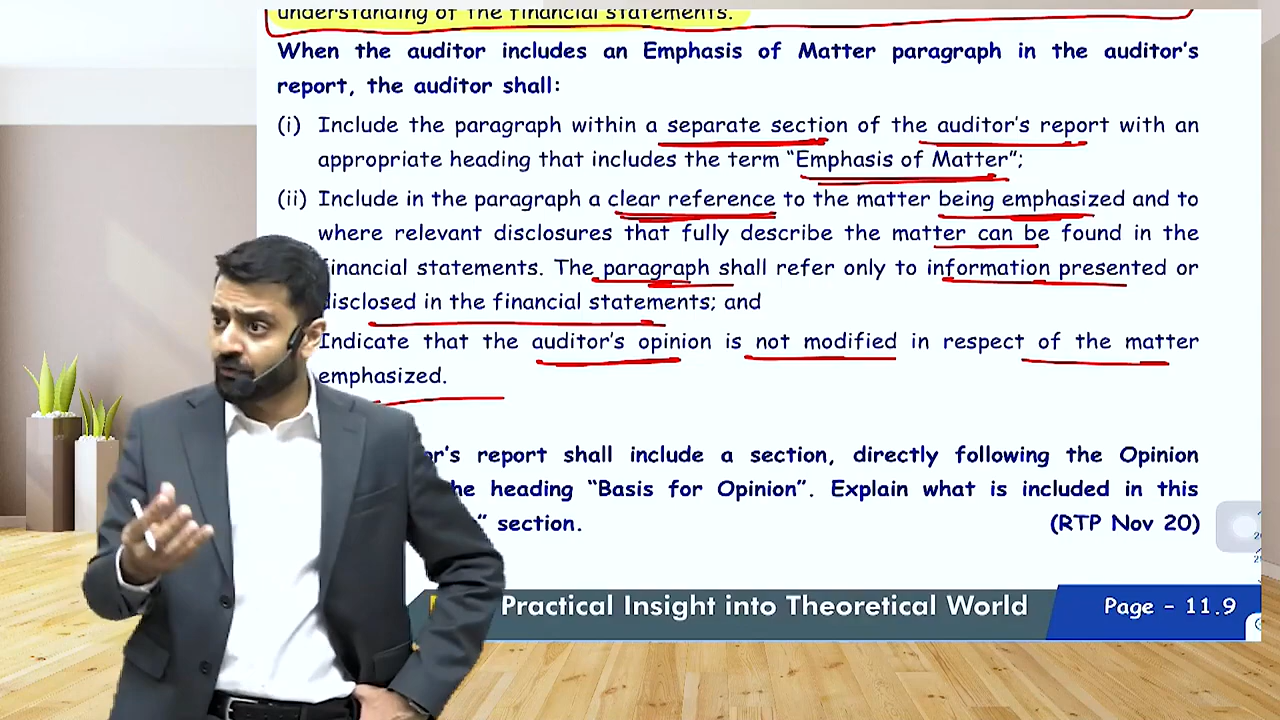 understanding of the financial statements.
When the auditor includes an Emphasis of Matter paragraph in the auditor's
report, the auditor shall:
(i) Include the paragraph within a separate section of the auditor's report with an
appropriate heading that includes the term “Emphasis of Matter”;
(ii) Include in the paragraph a clear reference to the matter being emphasized and to
where relevant disclosures that fully describe the matter can be found in the
financial statements. The paragraph shall refer only to information presented or
disclosed in the financial statements; and
Indicate that the auditor's opinion is not modified in respect of the matter
emphasized.
report shall include a section, directly following the Opinion
heading “Basis for Opinion”. Explain what is included in this
section. (RTP Nov 20)
Practical Insight into Theoretical World Page - 11.9